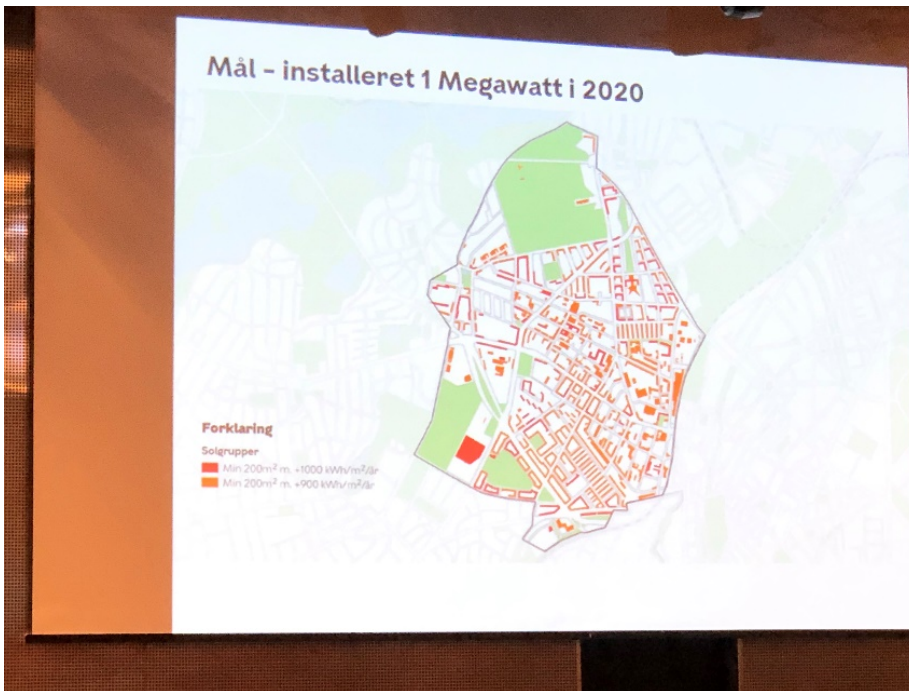 Mål – installeret 1 Megawatt i 2020
Forklaring
Solgrupper
Min 200m² m. +1000 kWh/m²/år
Min 200m² m. +900 kWh/m²/år